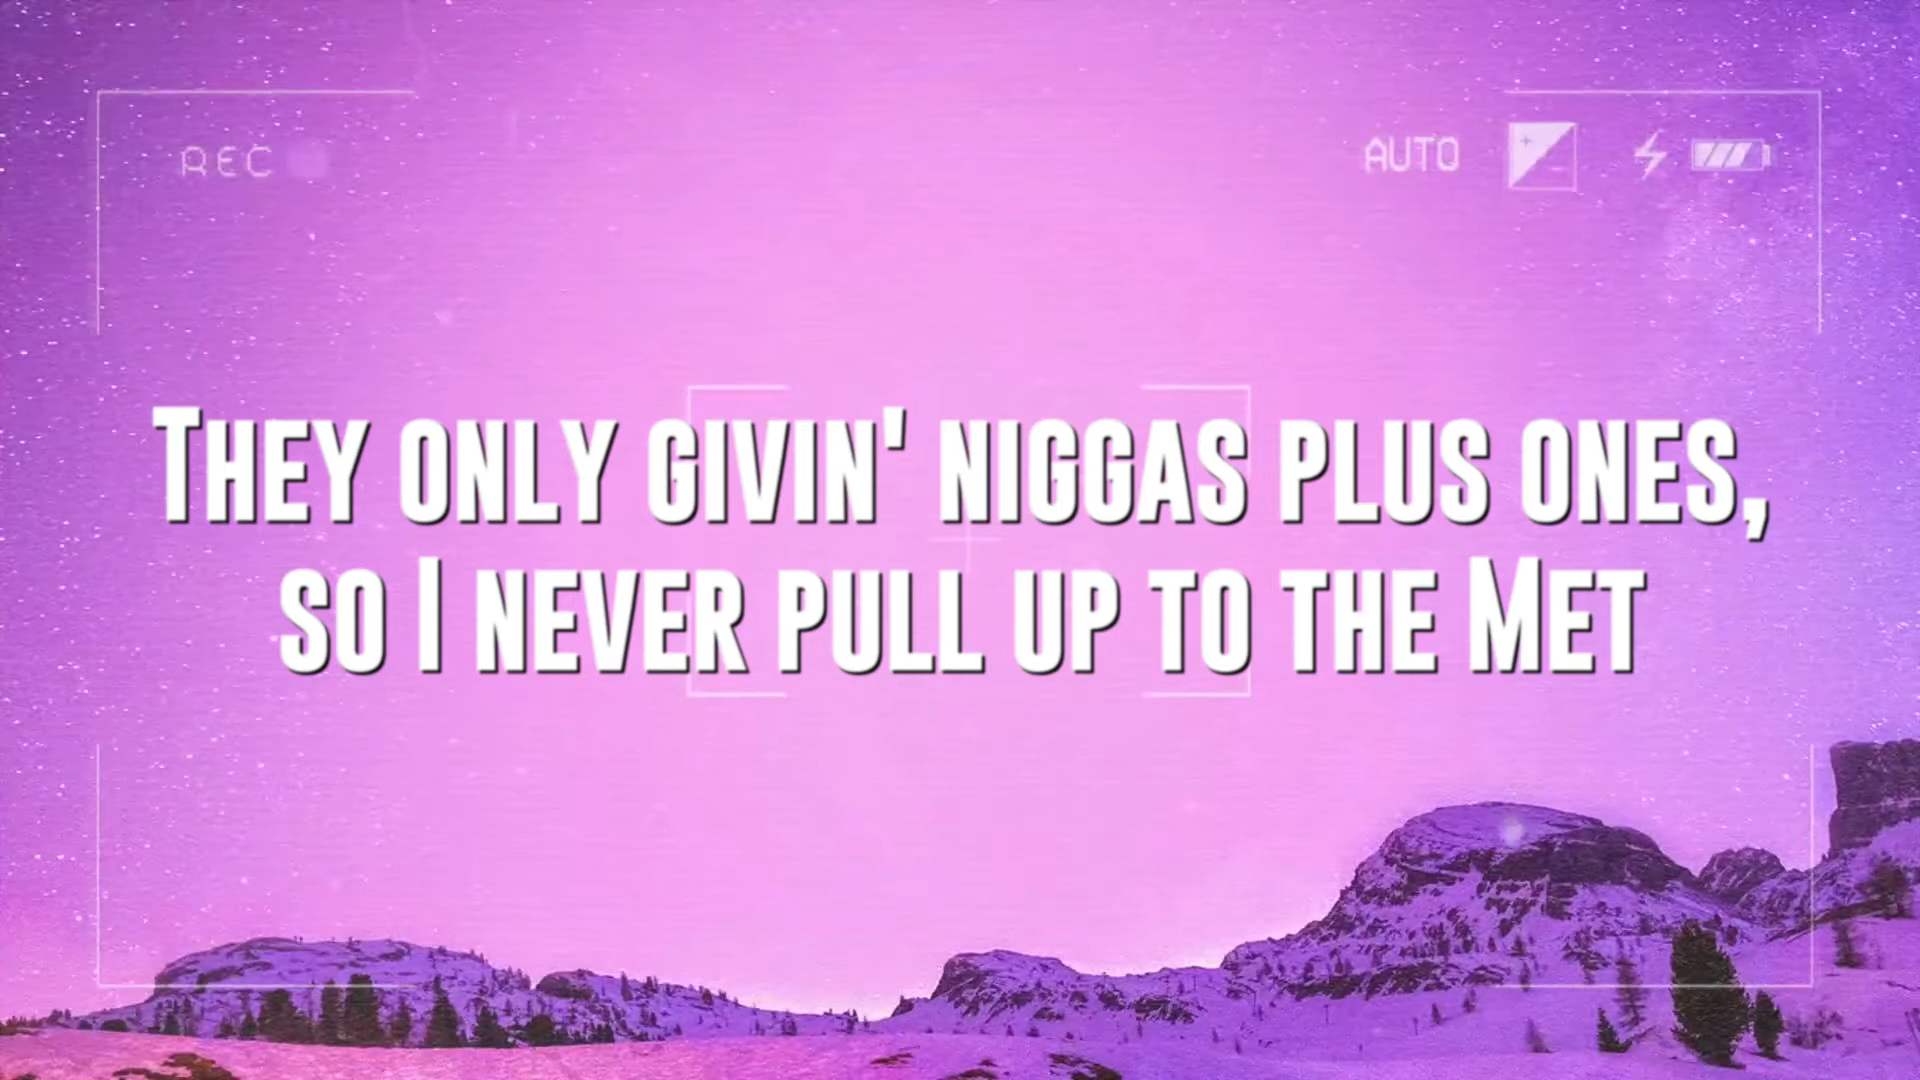 REC
AUTO
They only givin' niggas plus ones,
so I never pull up to the Met